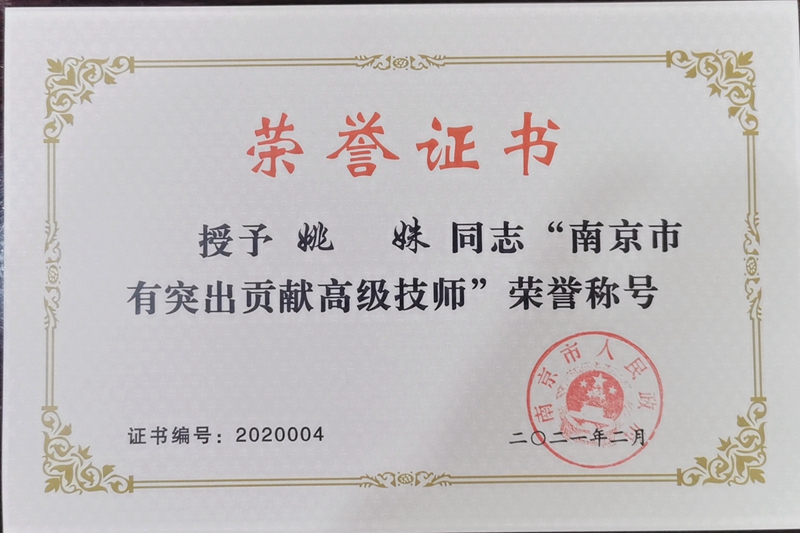 荣誉证书
授予 姚 姝 同志“南京市
有突出贡献高级技师”荣誉称号
南京市人民政府
证书编号：2020004
二〇二一年二月